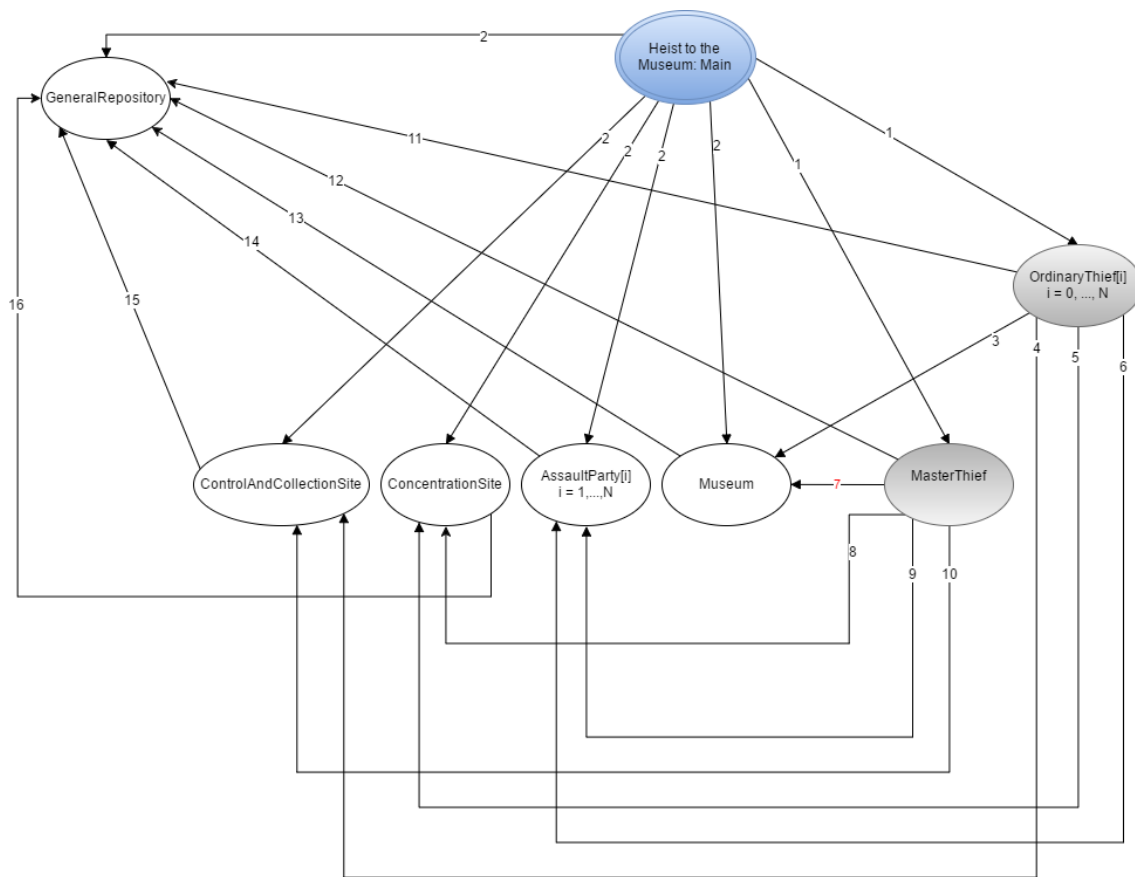 2
Heist to the
Museum: Main
GeneralRepository
11
1
2
2
2
2
1
12
13
14
OrdinaryThief[i]
i = 0, ..., N
16
15
3
4
5
6
ControlAndCollectionSite
ConcentrationSite
AssaultParty[i]
i = 1,...,N
Museum
7
MasterThief
8
9
10